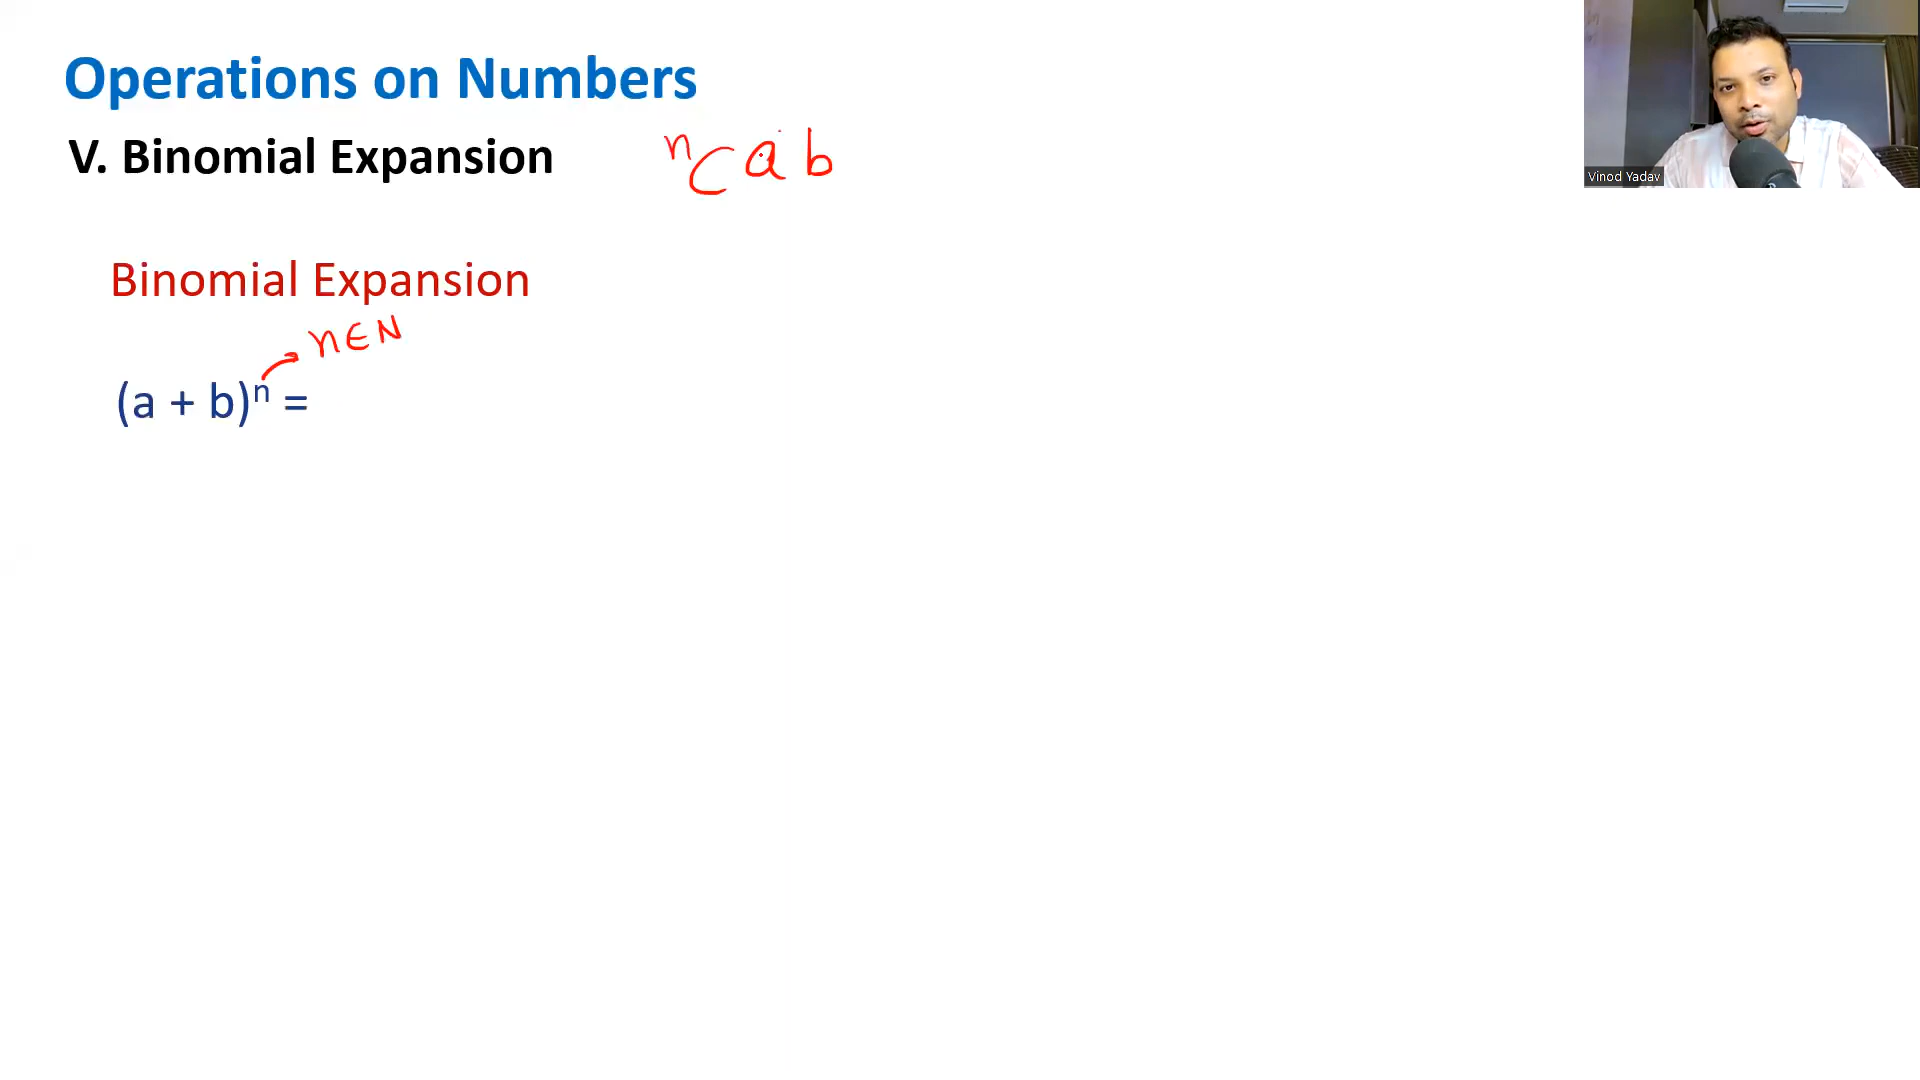 Operations on Numbers
V. Binomial Expansion
ⁿC a b
Vinod Yadav
Binomial Expansion
n∈N
(a + b)ⁿ =